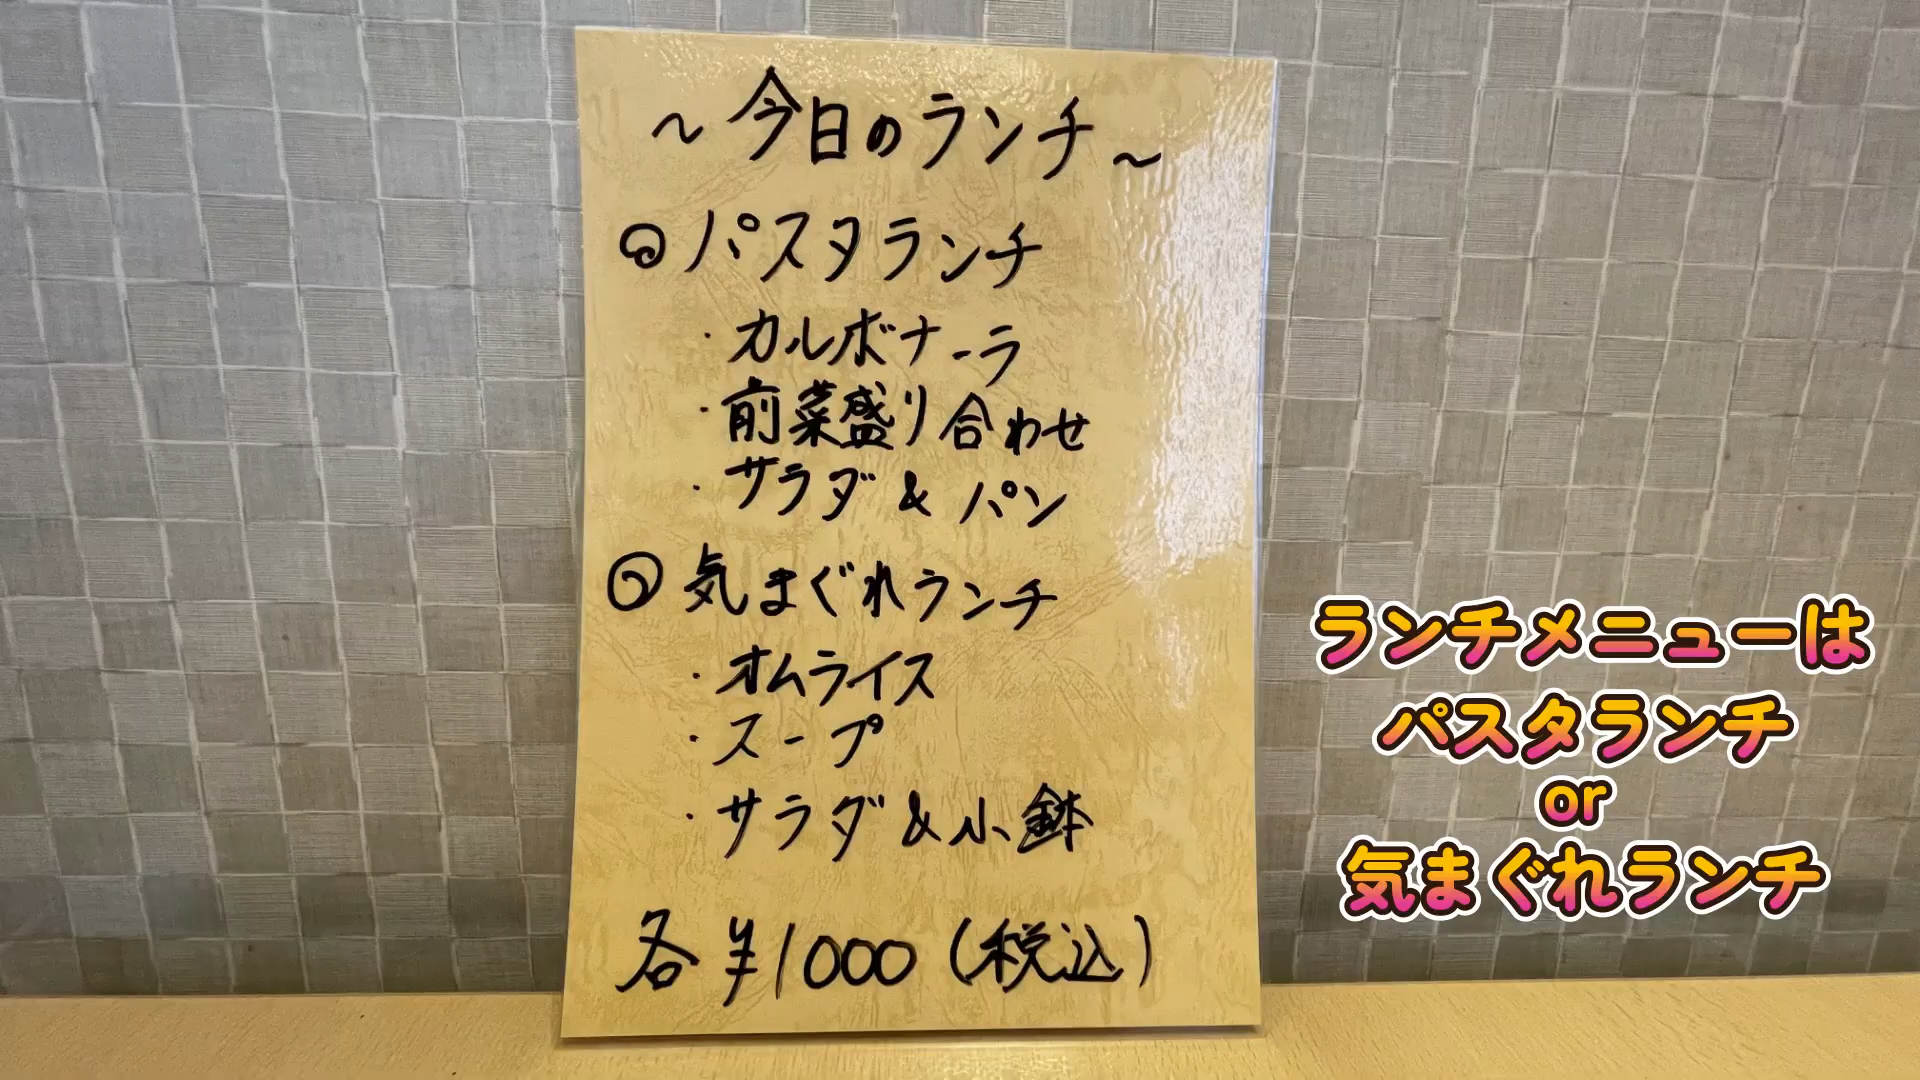 ～今日のランチ～
◎パスタランチ
・カルボナーラ
・前菜盛り合わせ
・サラダ & パン
◎気まぐれランチ
・オムライス
・スープ
・サラダ & 小鉢
各 ¥1000 (税込)
ランチメニューは
パスタランチ
or
気まぐれランチ